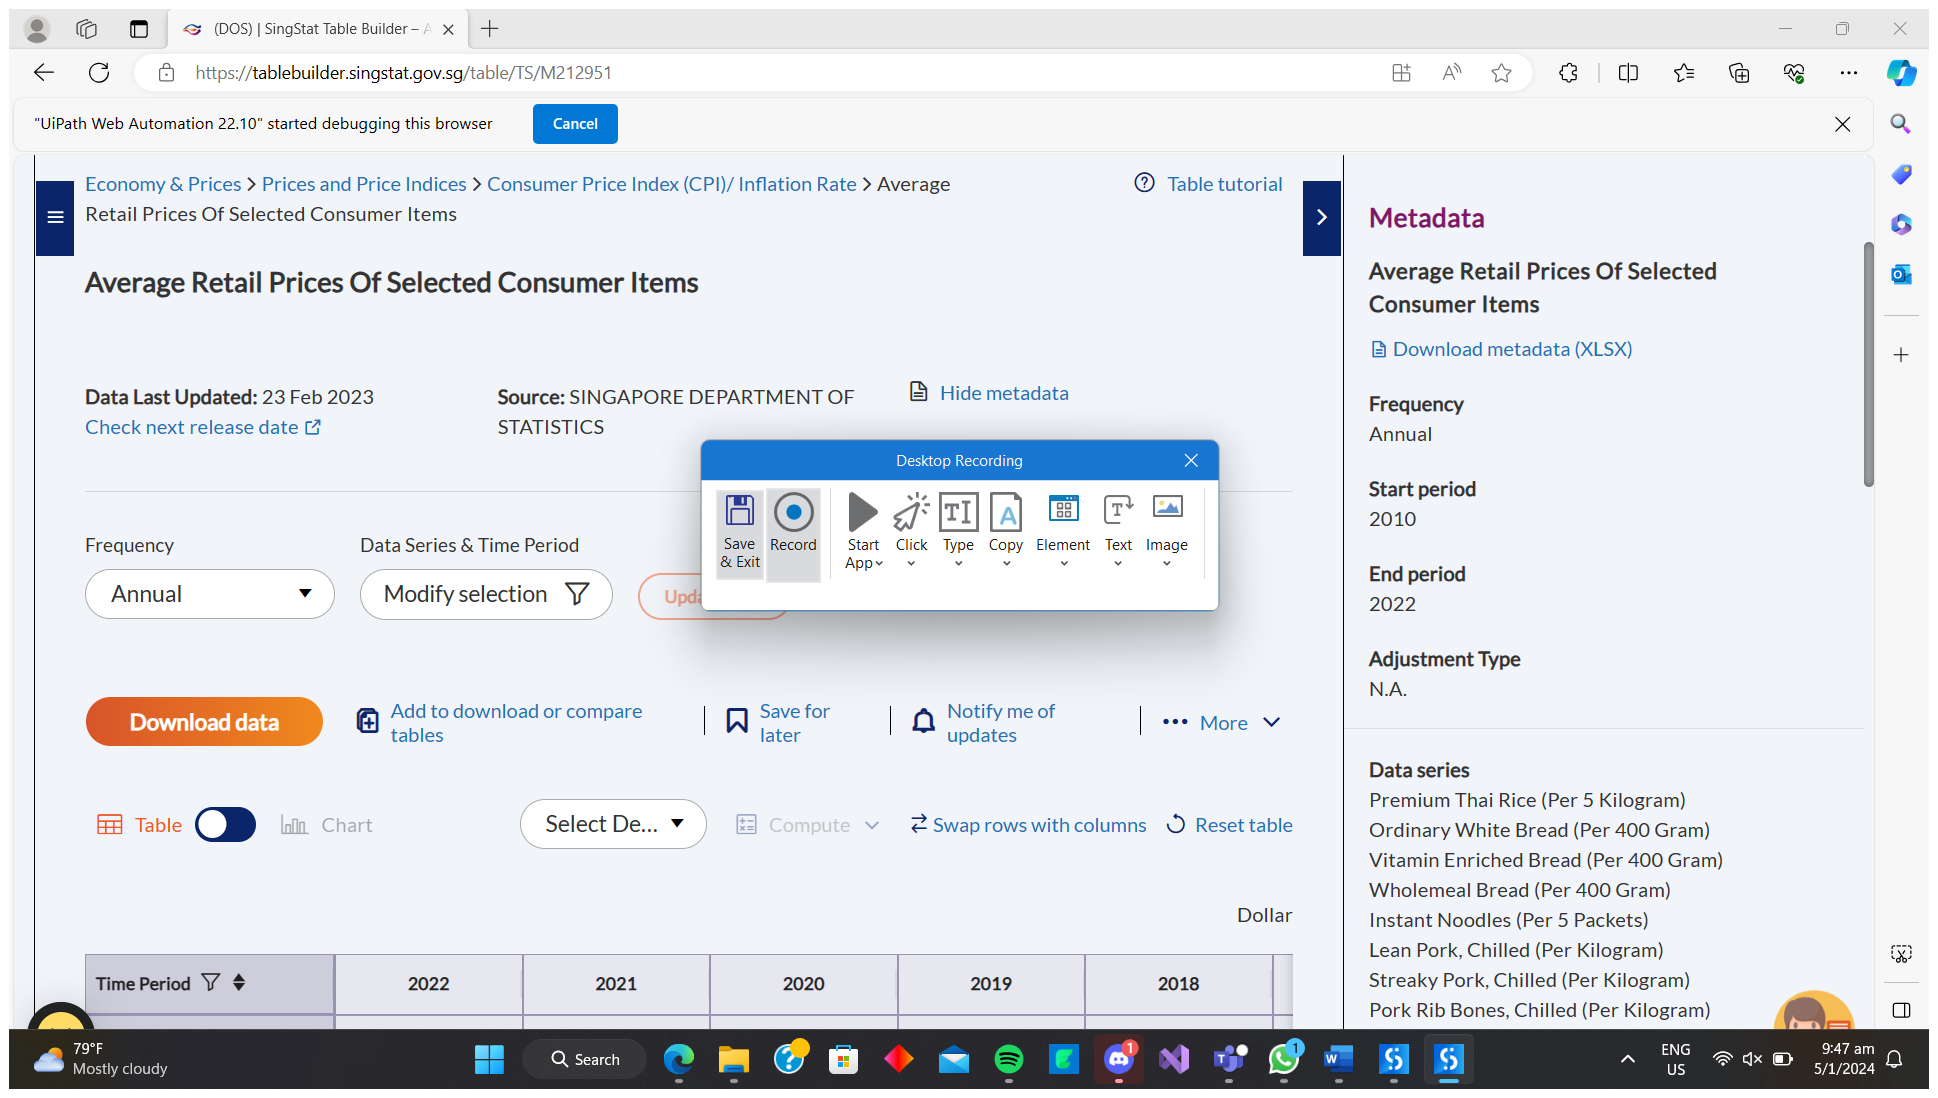 (DOS) | SingStat Table Builder – A
https://tablebuilder.singstat.gov.sg/table/TS/M212951
"UiPath Web Automation 22.10" started debugging this browser
Cancel
Economy & Prices > Prices and Price Indices > Consumer Price Index (CPI)/ Inflation Rate > Average
Retail Prices Of Selected Consumer Items
Table tutorial
Average Retail Prices Of Selected Consumer Items
Data Last Updated: 23 Feb 2023
Check next release date
Source: SINGAPORE DEPARTMENT OF
STATISTICS
Hide metadata
Desktop Recording
Save
& Exit
Record
Start
App
Click
Type
Copy
Element
Text
Image
Frequency
Annual
Data Series & Time Period
Modify selection
Upda
Download data
Add to download or compare
tables
Save for
later
Notify me of
updates
More
Table
Chart
Select De...
Compute
Swap rows with columns
Reset table
Dollar
Time Period
2022
2021
2020
2019
2018
Metadata
Average Retail Prices Of Selected
Consumer Items
Download metadata (XLSX)
Frequency
Annual
Start period
2010
End period
2022
Adjustment Type
N.A.
Data series
Premium Thai Rice (Per 5 Kilogram)
Ordinary White Bread (Per 400 Gram)
Vitamin Enriched Bread (Per 400 Gram)
Wholemeal Bread (Per 400 Gram)
Instant Noodles (Per 5 Packets)
Lean Pork, Chilled (Per Kilogram)
Streaky Pork, Chilled (Per Kilogram)
Pork Rib Bones, Chilled (Per Kilogram)
79°F
Mostly cloudy
Search
1
1
ENG
US
9:47 am
5/1/2024